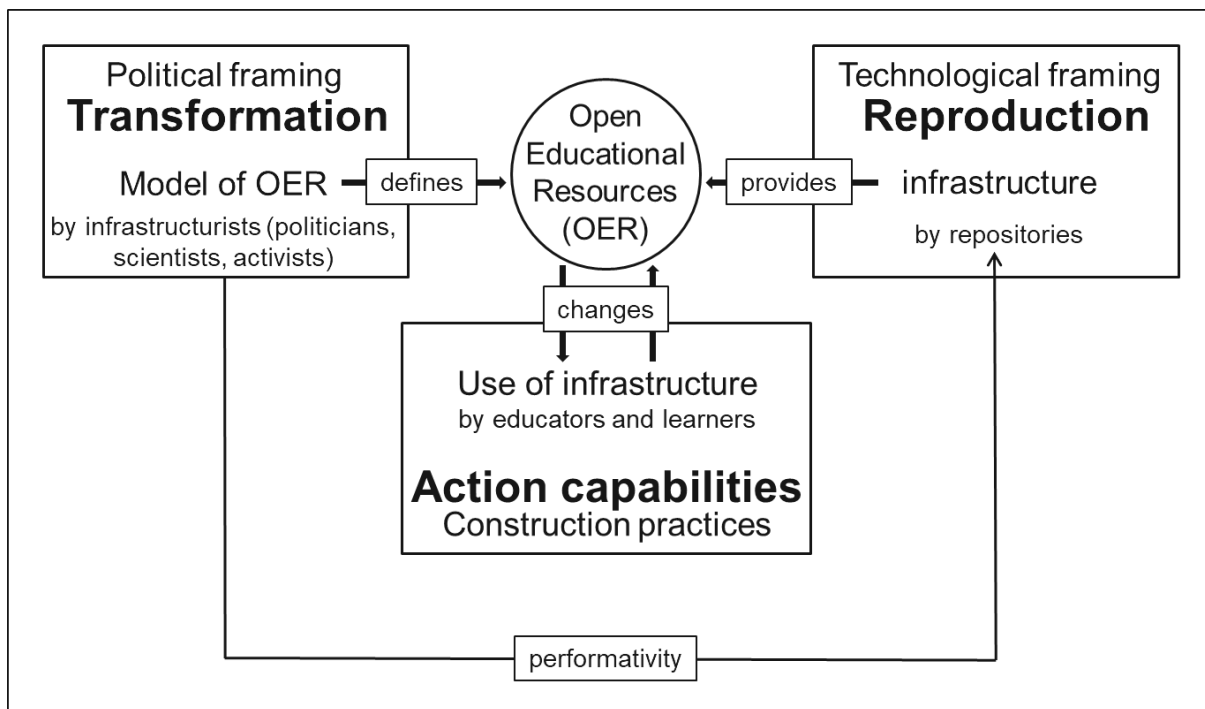 Political framing
Transformation
Model of OER
by infrastructurists (politicians,
scientists, activists)
defines
Open
Educational
Resources
(OER)
provides
Technological framing
Reproduction
infrastructure
by repositories
changes
Use of infrastructure
by educators and learners
Action capabilities
Construction practices
performativity